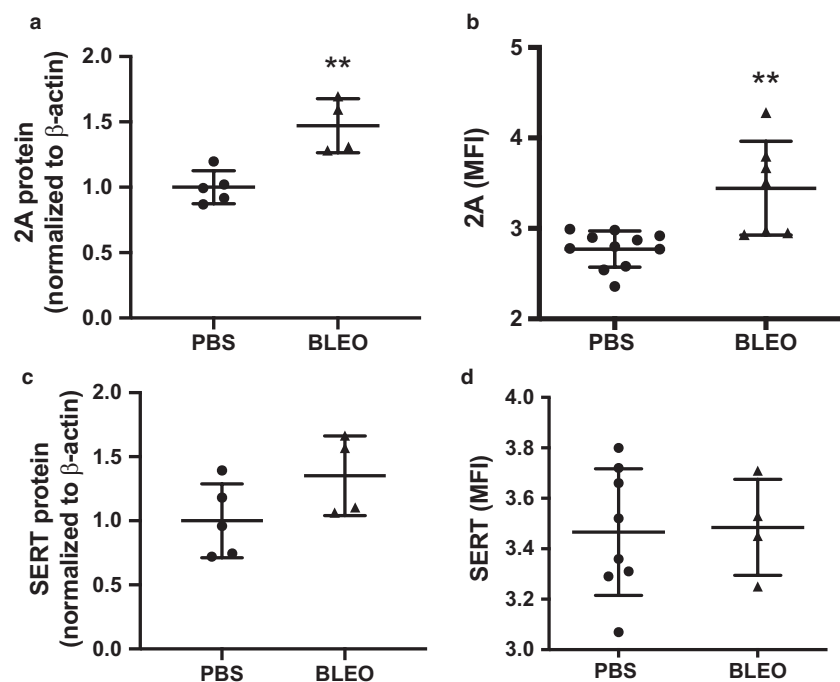 a
2A protein
(normalized to β-actin)
2.0
1.5
1.0
0.5
0.0
**
PBS
BLEO
b
2A (MFI)
5
4
3
2
**
PBS
BLEO
c
SERT protein
(normalized to β-actin)
2.0
1.5
1.0
0.5
0.0
PBS
BLEO
d
SERT (MFI)
4.0
3.8
3.6
3.4
3.2
3.0
PBS
BLEO